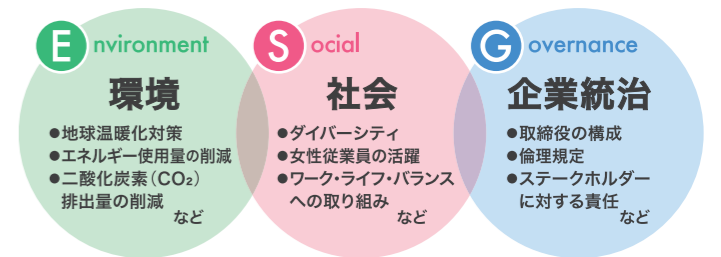 Environment
環境
●地球温暖化対策
●エネルギー使用量の削減
●二酸化炭素（CO₂）
排出量の削減
など
Social
社会
●ダイバーシティ
●女性従業員の活躍
●ワーク・ライフ・バランス
への取り組み
など
Governance
企業統治
●取締役の構成
●倫理規定
●ステークホルダー
に対する責任
など